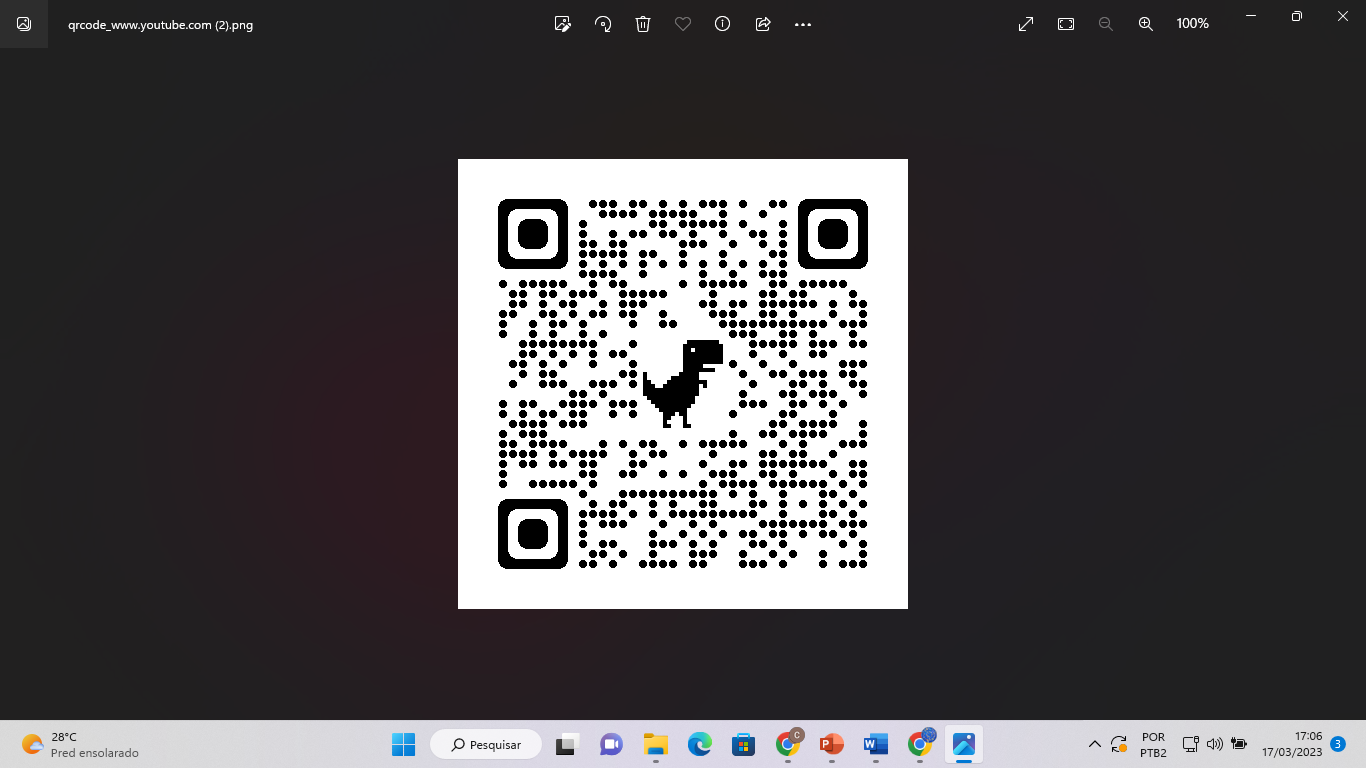 qrcode_www.youtube.com (2).png
100%
28°C
Pred ensolarado
Pesquisar
C
P
W
POR
PTB2
17:06
17/03/2023
3